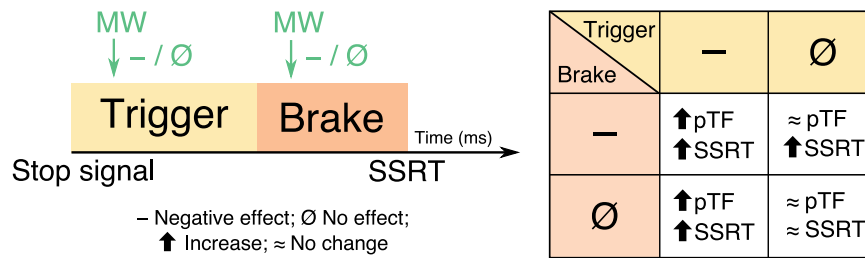 MW
MW
– / Ø
– / Ø
Trigger
Brake
Time (ms)
Stop signal
SSRT
– Negative effect; Ø No effect;
⬆ Increase; ≈ No change
Trigger
Brake
–
Ø
–
⬆pTF
⬆SSRT
≈ pTF
⬆SSRT
Ø
⬆pTF
⬆SSRT
≈ pTF
≈ SSRT